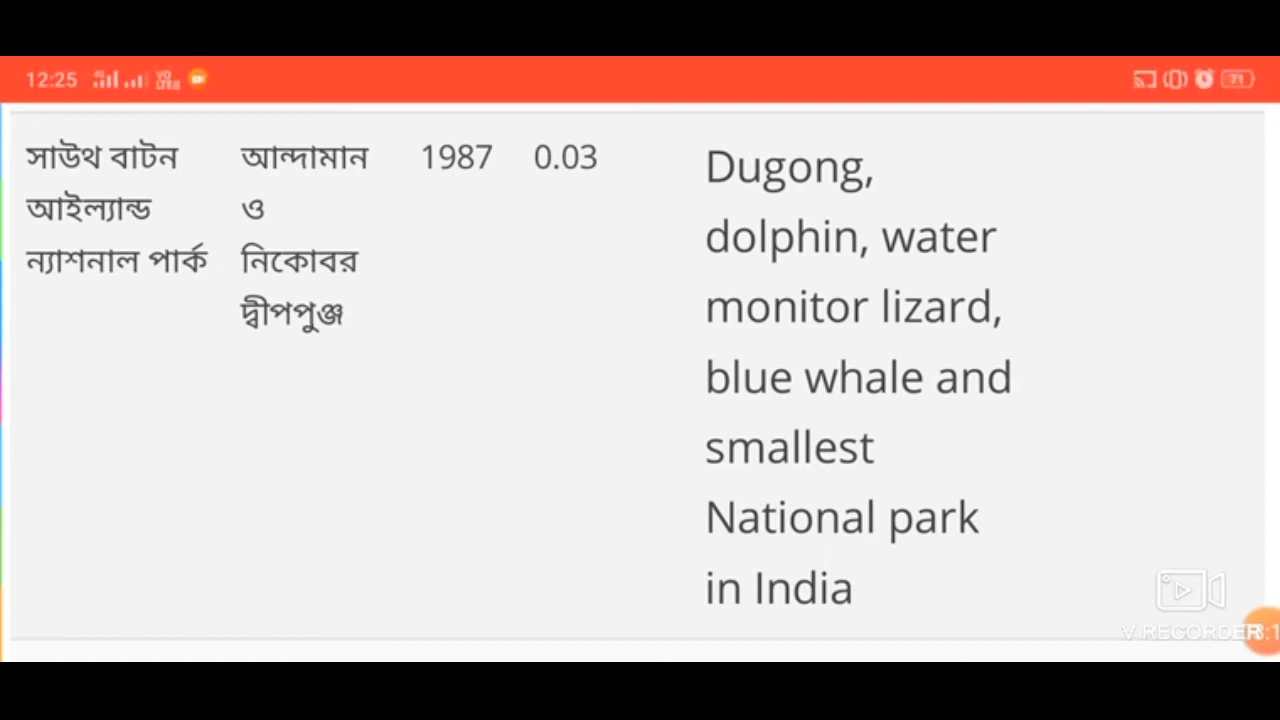 12:25
71
সাউথ বাটন আন্দামান 1987 0.03
আইল্যান্ড ও
ন্যাশনাল পার্ক নিকোবর
দ্বীপপুঞ্জ
Dugong,
dolphin, water
monitor lizard,
blue whale and
smallest
National park
in India
V RECORDER